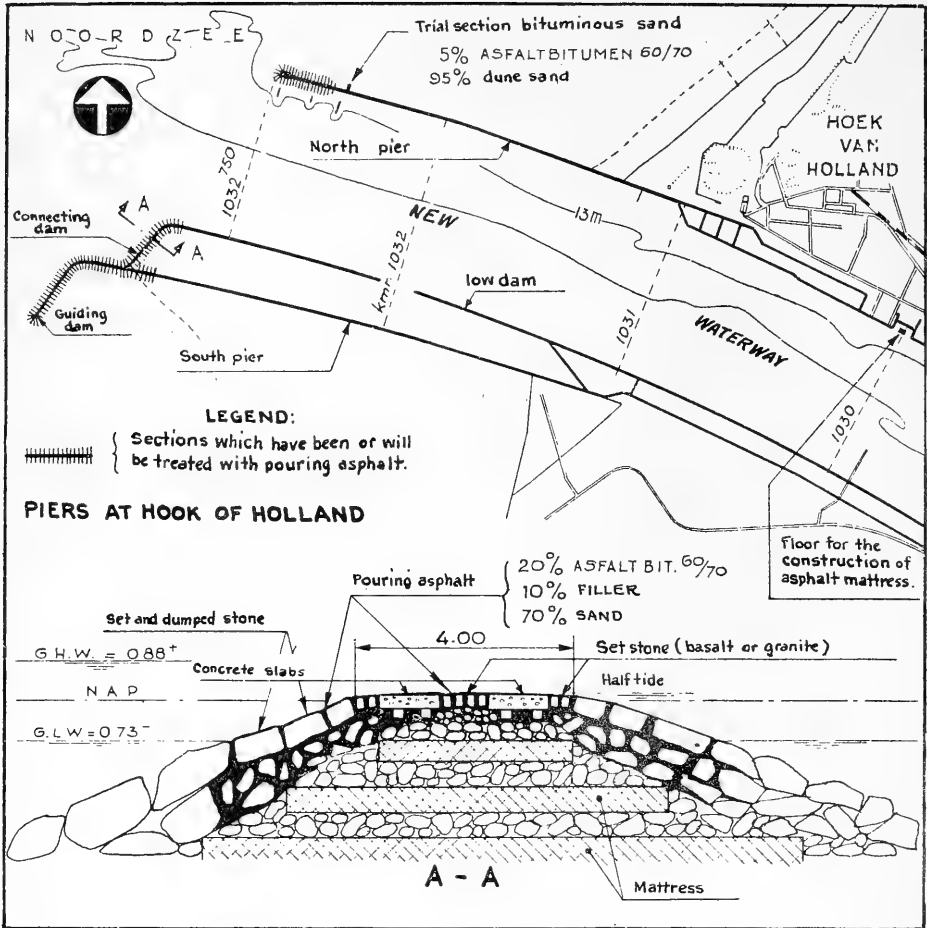 NOORDZEE
Trial section bituminous sand
5% ASFALTBITUMEN 60/70
95% dune sand
HOEK
VAN
HOLLAND
North pier
1032 750
A
Connecting
dam
A
NEW
13m
kmr. 1032
low dam
1031
WATERWAY
Guiding
dam
South pier
1030
LEGEND:
Sections which have been or will
be treated with pouring asphalt.
PIERS AT HOOK OF HOLLAND
Floor for the
construction of
asphalt mattress.
Pouring asphalt
20% ASFALT BIT. 60/70
10% FILLER
70% SAND
Set and dumped stone
4.00
G.H.W. = 088+
Concrete slabs
Set stone (basalt or granite)
NAP
Half tide
G.L.W=0.73-
A - A
Mattress